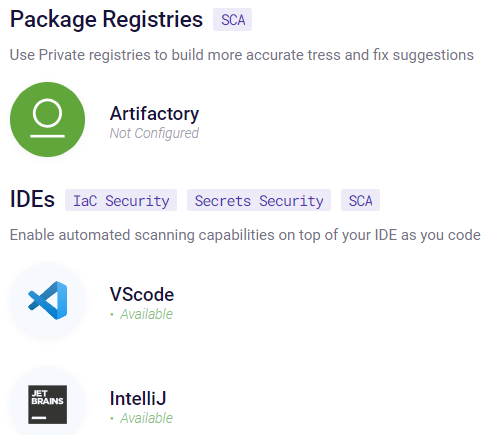 Package Registries SCA
Use Private registries to build more accurate tress and fix suggestions
Artifactory
Not Configured
IDEs IaC Security Secrets Security SCA
Enable automated scanning capabilities on top of your IDE as you code
VScode
• Available
JET
BRAINS
IntelliJ
• Available